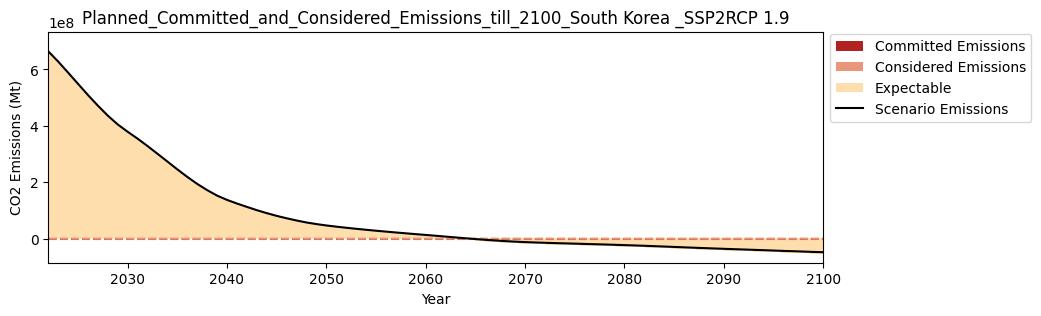 Planned_Committed_and_Considered_Emissions_till_2100_South Korea _SSP2RCP 1.9
1e8
6
4
2
0
CO2 Emissions (Mt)
2030 2040 2050 2060 2070 2080 2090 2100
Year
Committed Emissions
Considered Emissions
Expectable
Scenario Emissions